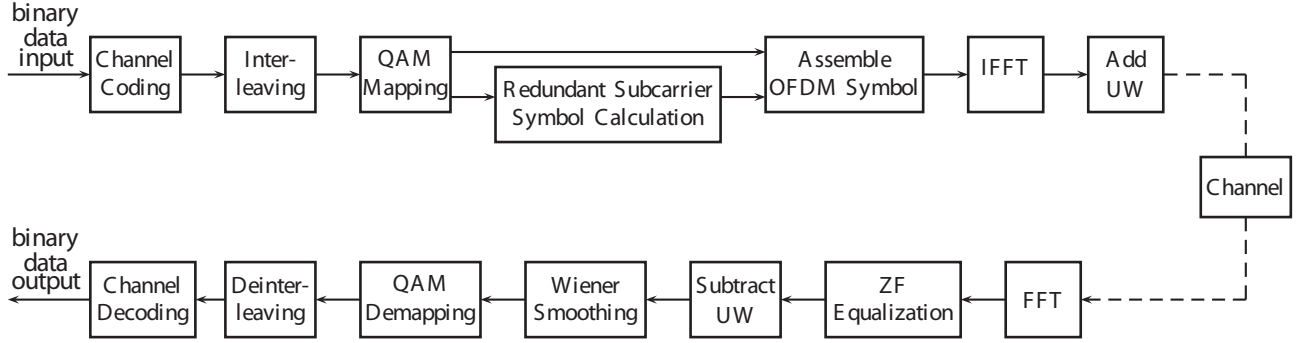 binary
data
input
Channel
Coding
Inter-
leaving
QAM
Mapping
Redundant Subcarrier
Symbol Calculation
Assemble
OFDM Symbol
IFFT
Add
UW
Channel
binary
data
output
Channel
Decoding
Deinter-
leaving
QAM
Demapping
Wiener
Smoothing
Subtract
UW
ZF
Equalization
FFT